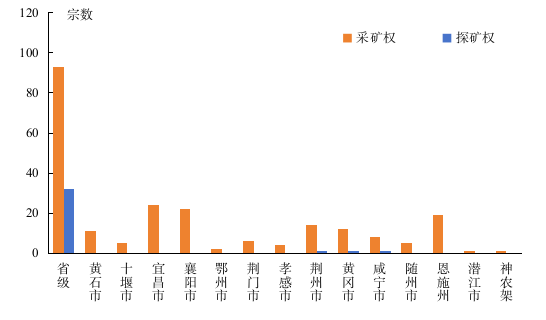 宗数
采矿权
探矿权
120
100
80
60
40
20
0
省级
黄石市
十堰市
宜昌市
襄阳市
鄂州市
荆门市
孝感市
荆州市
黄冈市
咸宁市
随州市
恩施州
潜江市
神农架